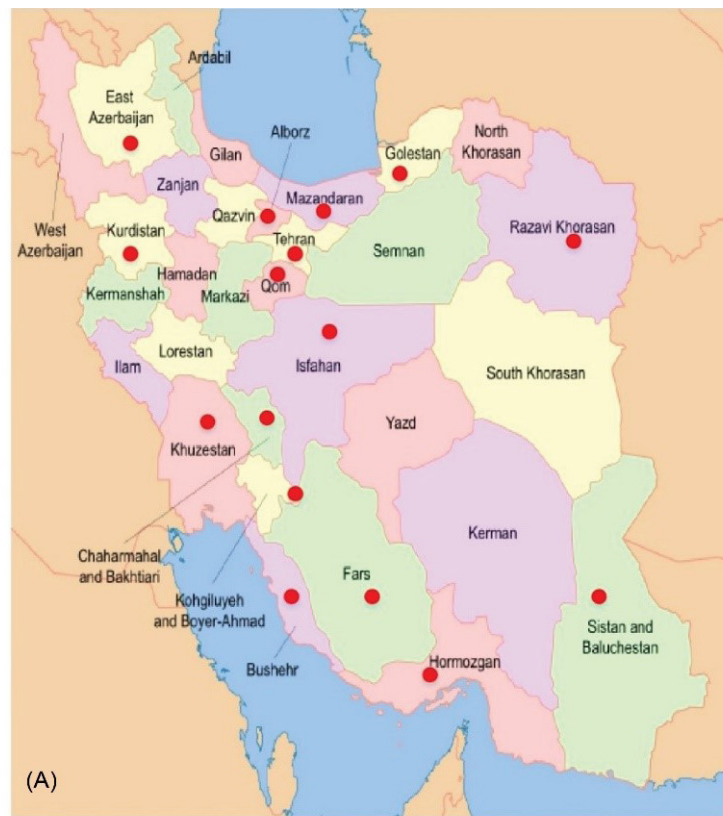 Ardabil
East
Azerbaijan
Alborz
North
Khorasan
Gilan
Golestan
Zanjan
Mazandaran
West
Azerbaijan
Qazvin
Razavi Khorasan
Kurdistan
Tehran
Semnan
Hamadan
Qom
Kermanshah
Markazi
Lorestan
Ilam
Isfahan
South Khorasan
Yazd
Khuzestan
Kerman
Chaharmahal
and Bakhtiari
Kohgiluyeh
and Boyer-Ahmad
Fars
Sistan and
Baluchestan
Bushehr
Hormozgan
(A)